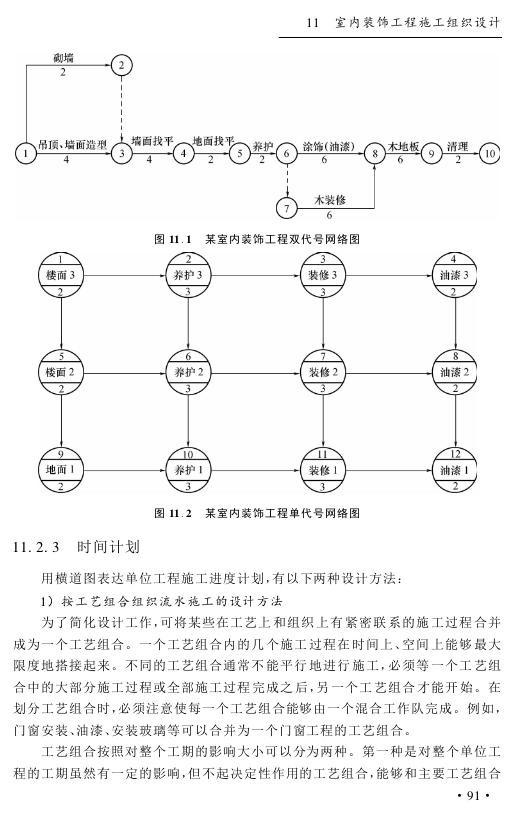 11 室内装饰工程施工组织设计
砌墙
2
2
1
吊顶、墙面造型
4
3
墙面找平
4
4
地面找平
2
5
养护
2
6
涂饰(油漆)
6
8
木地板
6
9
清理
2
10
7
木装修
6
图 11.1 某室内装饰工程双代号网络图
1
楼面 3
2
2
养护 3
3
3
装修 3
3
4
油漆 3
2
5
楼面 2
2
6
养护 2
3
7
装修 2
3
8
油漆 2
2
9
地面 1
2
10
养护 1
3
11
装修 1
3
12
油漆 1
2
图 11.2 某室内装饰工程单代号网络图
11.2.3 时间计划
用横道图表达单位工程施工进度计划,有以下两种设计方法:
1) 按工艺组合组织流水施工的设计方法
为了简化设计工作,可将某些在工艺上和组织上有紧密联系的施工过程合并
成为一个工艺组合。一个工艺组合内的几个施工过程在时间上、空间上能够最大
限度地搭接起来。不同的工艺组合通常不能平行地进行施工,必须等一个工艺组
合中的大部分施工过程或全部施工过程完成之后,另一个工艺组合才能开始。在
划分工艺组合时,必须注意使每一个工艺组合能够由一个混合工作队完成。例如,
门窗安装、油漆、安装玻璃等可以合并为一个门窗工程的工艺组合。
工艺组合按照对整个工期的影响大小可以分为两种。第一种是对整个单位工
程的工期虽然有一定的影响,但不起决定性作用的工艺组合,能够和主要工艺组合
· 91 ·